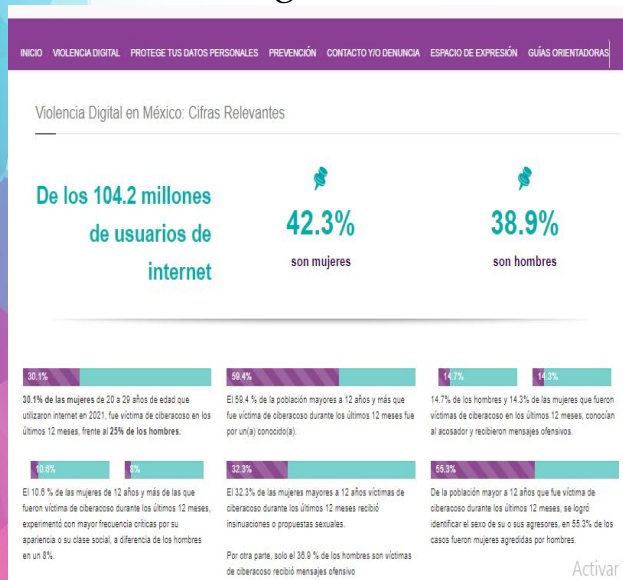 INICIO VIOLENCIA DIGITAL PROTEGE TUS DATOS PERSONALES PREVENCIÓN CONTACTO Y/O DENUNCIA ESPACIO DE EXPRESIÓN GUÍAS ORIENTADORAS
Violencia Digital en México: Cifras Relevantes
De los 104.2 millones
de usuarios de
internet
42.3%
son mujeres
38.9%
son hombres
30.1%
30.1% de las mujeres de 20 a 29 años de edad que
utilizaron internet en 2021, fue víctima de ciberacoso en los
últimos 12 meses, frente al 25% de los hombres.
59.4%
El 59.4 % de la población mayores a 12 años y más que
fue víctima de ciberacoso durante los últimos 12 meses fue
por un(a) conocido(a).
14.7% 14.3%
14.7% de los hombres y 14.3% de las mujeres que fueron
víctimas de ciberacoso en los últimos 12 meses, conocían
al acosador y recibieron mensajes ofensivos.
10.6% 8%
El 10.6 % de las mujeres de 12 años y más de las que
fueron víctima de ciberacoso durante los últimos 12 meses,
experimentó con mayor frecuencia críticas por su
apariencia o su clase social, a diferencia de los hombres
en un 8%.
32.3%
El 32.3% de las mujeres mayores a 12 años víctimas de
ciberacoso durante los últimos 12 meses recibió
insinuaciones o propuestas sexuales.
Por otra parte, solo el 36.9 % de los hombres son víctimas
de ciberacoso recibió mensajes ofensivo
55.3%
De la población mayor a 12 años que fue víctima de
ciberacoso durante los últimos 12 meses, se logró
identificar el sexo de su o sus agresores, en 55.3% de los
casos fueron mujeres agredidas por hombres.
Activar